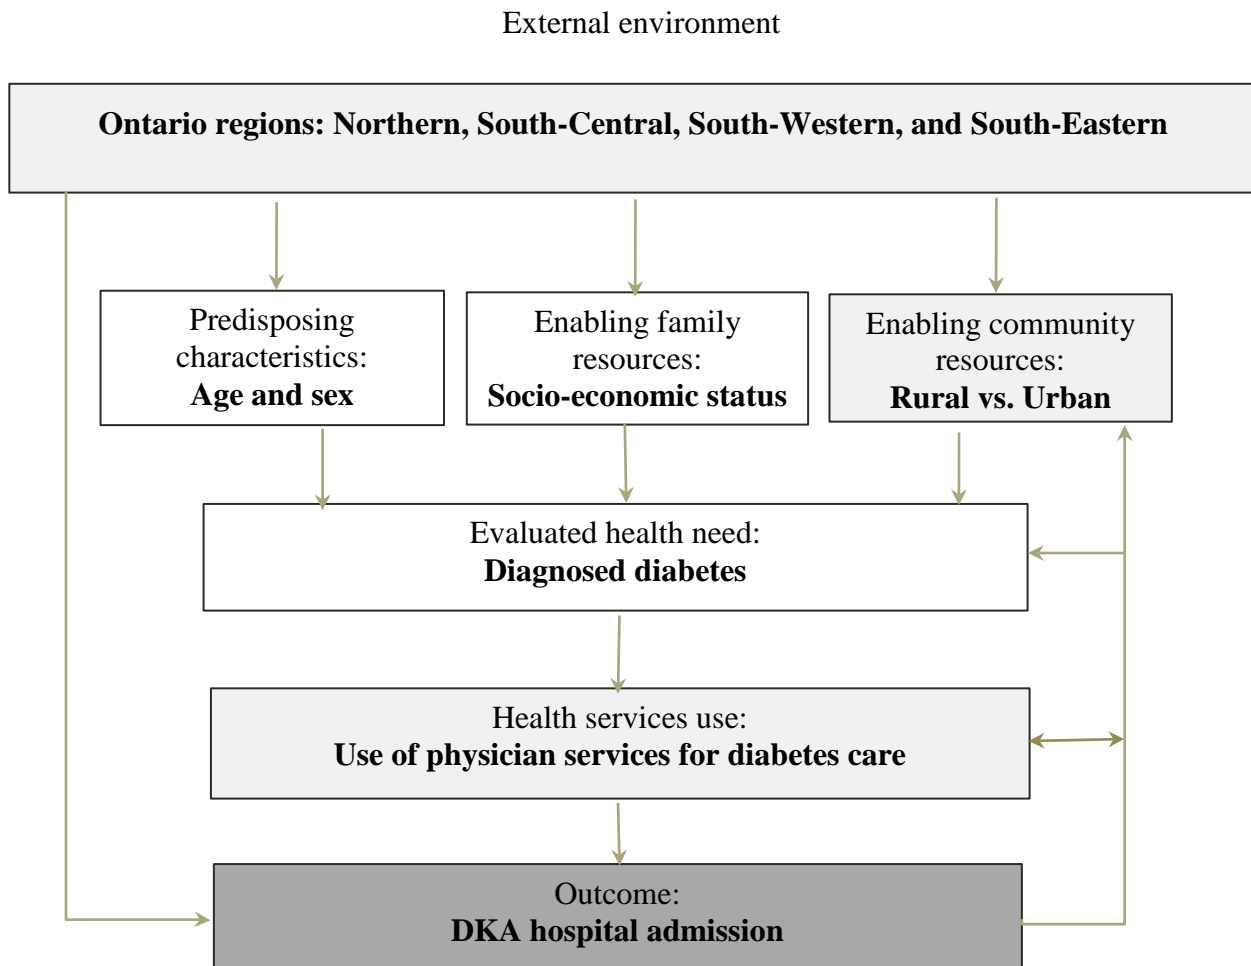 External environment
Ontario regions: Northern, South-Central, South-Western, and South-Eastern
Predisposing
characteristics:
Age and sex
Enabling family
resources:
Socio-economic status
Enabling community
resources:
Rural vs. Urban
Evaluated health need:
Diagnosed diabetes
Health services use:
Use of physician services for diabetes care
Outcome:
DKA hospital admission